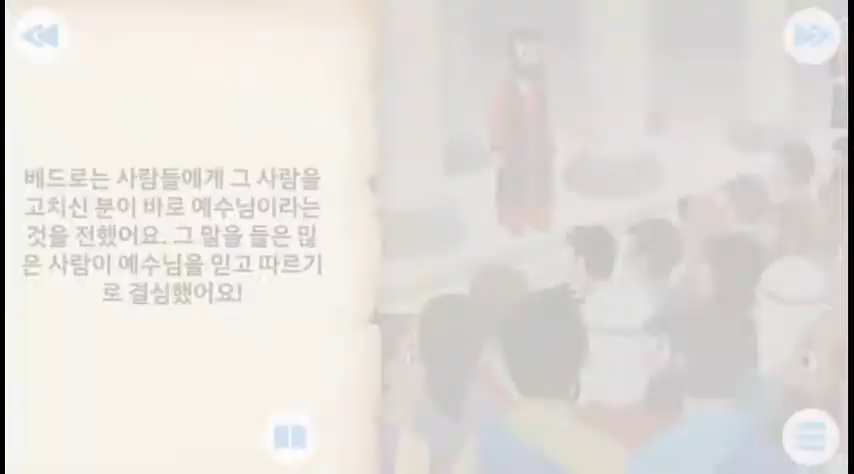 베드로는 사람들에게 그 사람을
고치신 분이 바로 예수님이라는
것을 전했어요. 그 말을 들은 많
은 사람이 예수님을 믿고 따르기
로 결심했어요!